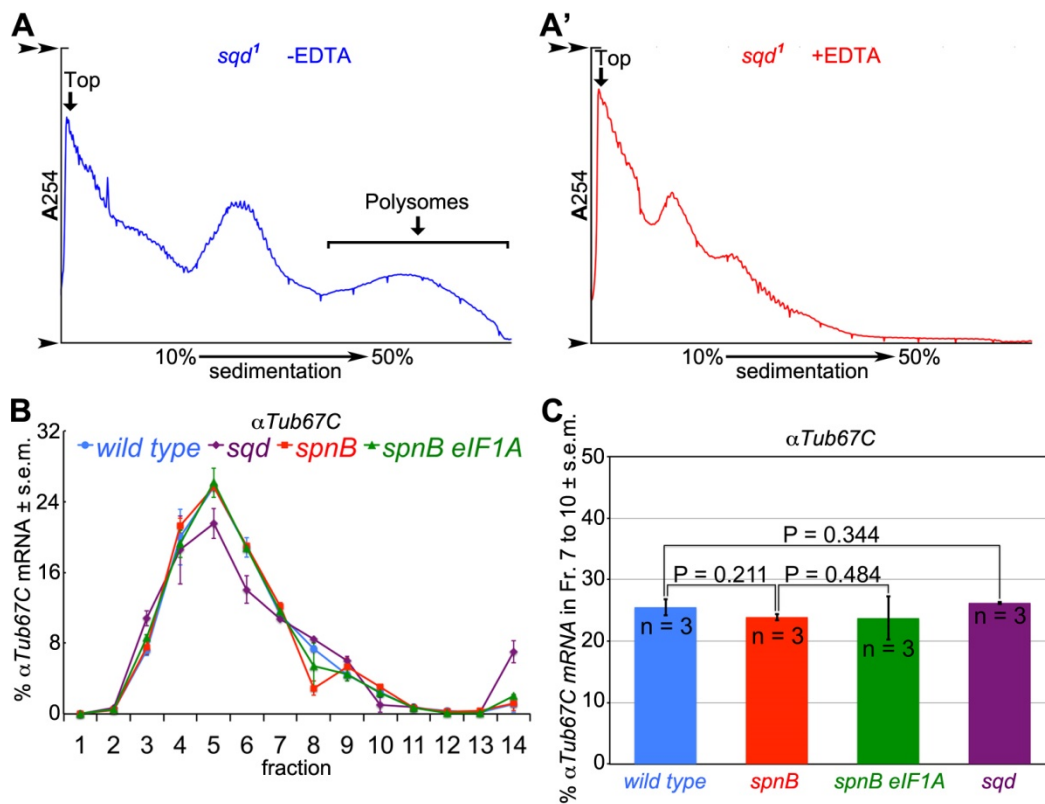 A
sqd¹ -EDTA
Top
Polysomes
A254
10% 50%
sedimentation
A'
sqd¹ +EDTA
Top
A254
10% 50%
sedimentation
B
αTub67C
wild type sqd spnB spnB eIF1A
% αTub67C mRNA ± s.e.m.
32
24
16
8
0
1 2 3 4 5 6 7 8 9 10 11 12 13 14
fraction
C
αTub67C
% αTub67C mRNA in Fr. 7 to 10 ± s.e.m.
50
40
30
20
10
0
P = 0.344
P = 0.211 P = 0.484
n = 3 n = 3 n = 3 n = 3
wild type spnB spnB eIF1A sqd